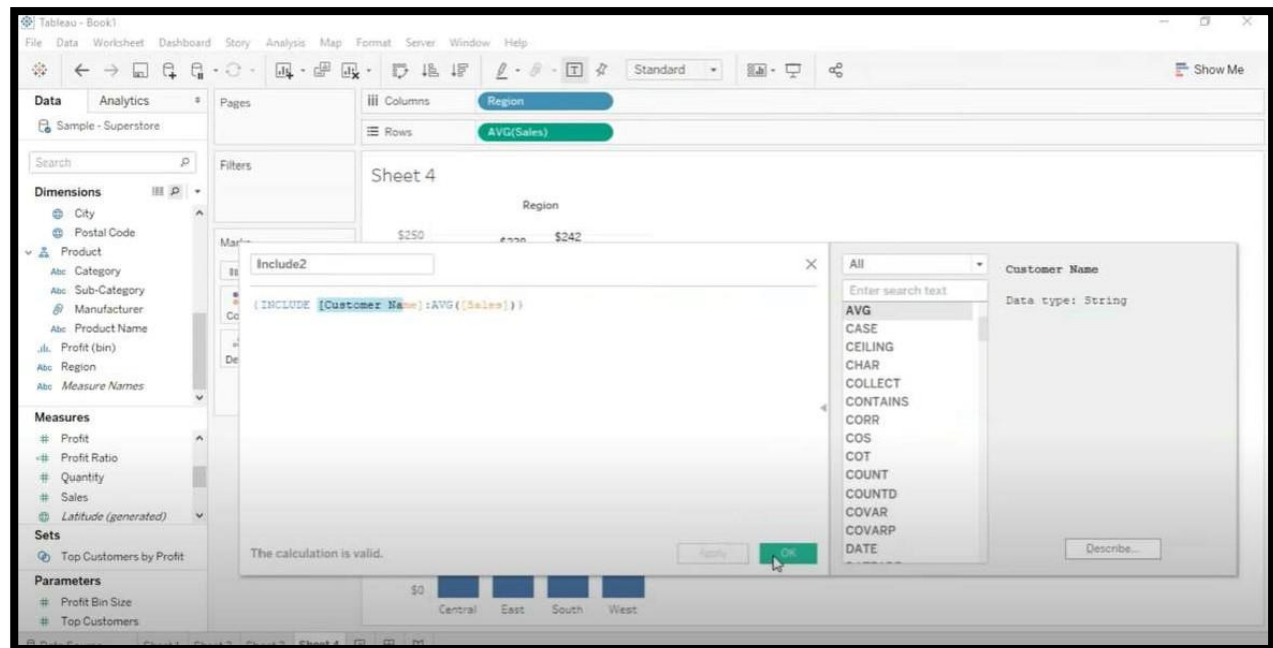 Tableau - Book1
File Data Worksheet Dashboard Story Analysis Map Format Server Window Help
Standard
Show Me
Data Analytics
Pages
Columns
Region
Sample - Superstore
Rows
AVG(Sales)
Search
Filters
Sheet 4
Dimensions
Region
City
Postal Code
$250
$242
Product
Category
Sub-Category
Manufacturer
Product Name
Profit (bin)
Region
Measure Names
Measures
Profit
Profit Ratio
Quantity
Sales
Latitude (generated)
Sets
Top Customers by Profit
Parameters
Profit Bin Size
Top Customers
Include2
{INCLUDE [Customer Name]:AVG([Sales])}
The calculation is valid.
Apply
OK
All
Enter search text
AVG
CASE
CEILING
CHAR
COLLECT
CONTAINS
CORR
COS
COT
COUNT
COUNTD
COVAR
COVARP
DATE
Customer Name
Data type: String
Describe...
$0
Central East South West
Sheet 4